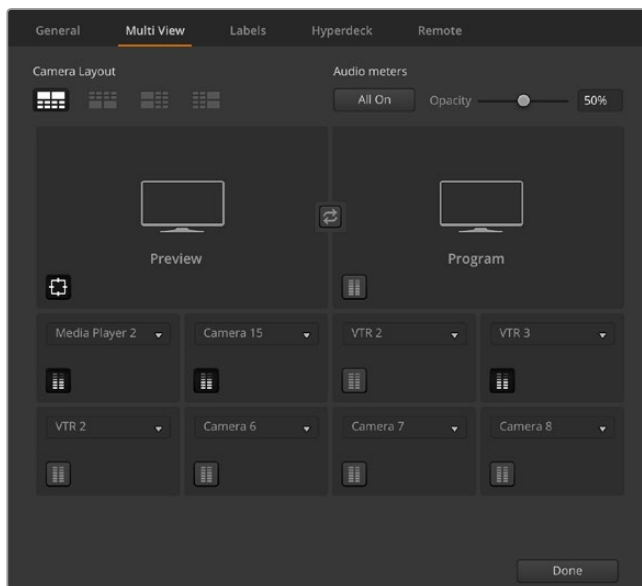 General Multi View Labels Hyperdeck Remote
Camera Layout Audio meters
All On Opacity 50%
Preview Program
Media Player 2 Camera 15 VTR 2 VTR 3
VTR 2 Camera 6 Camera 7 Camera 8
Done